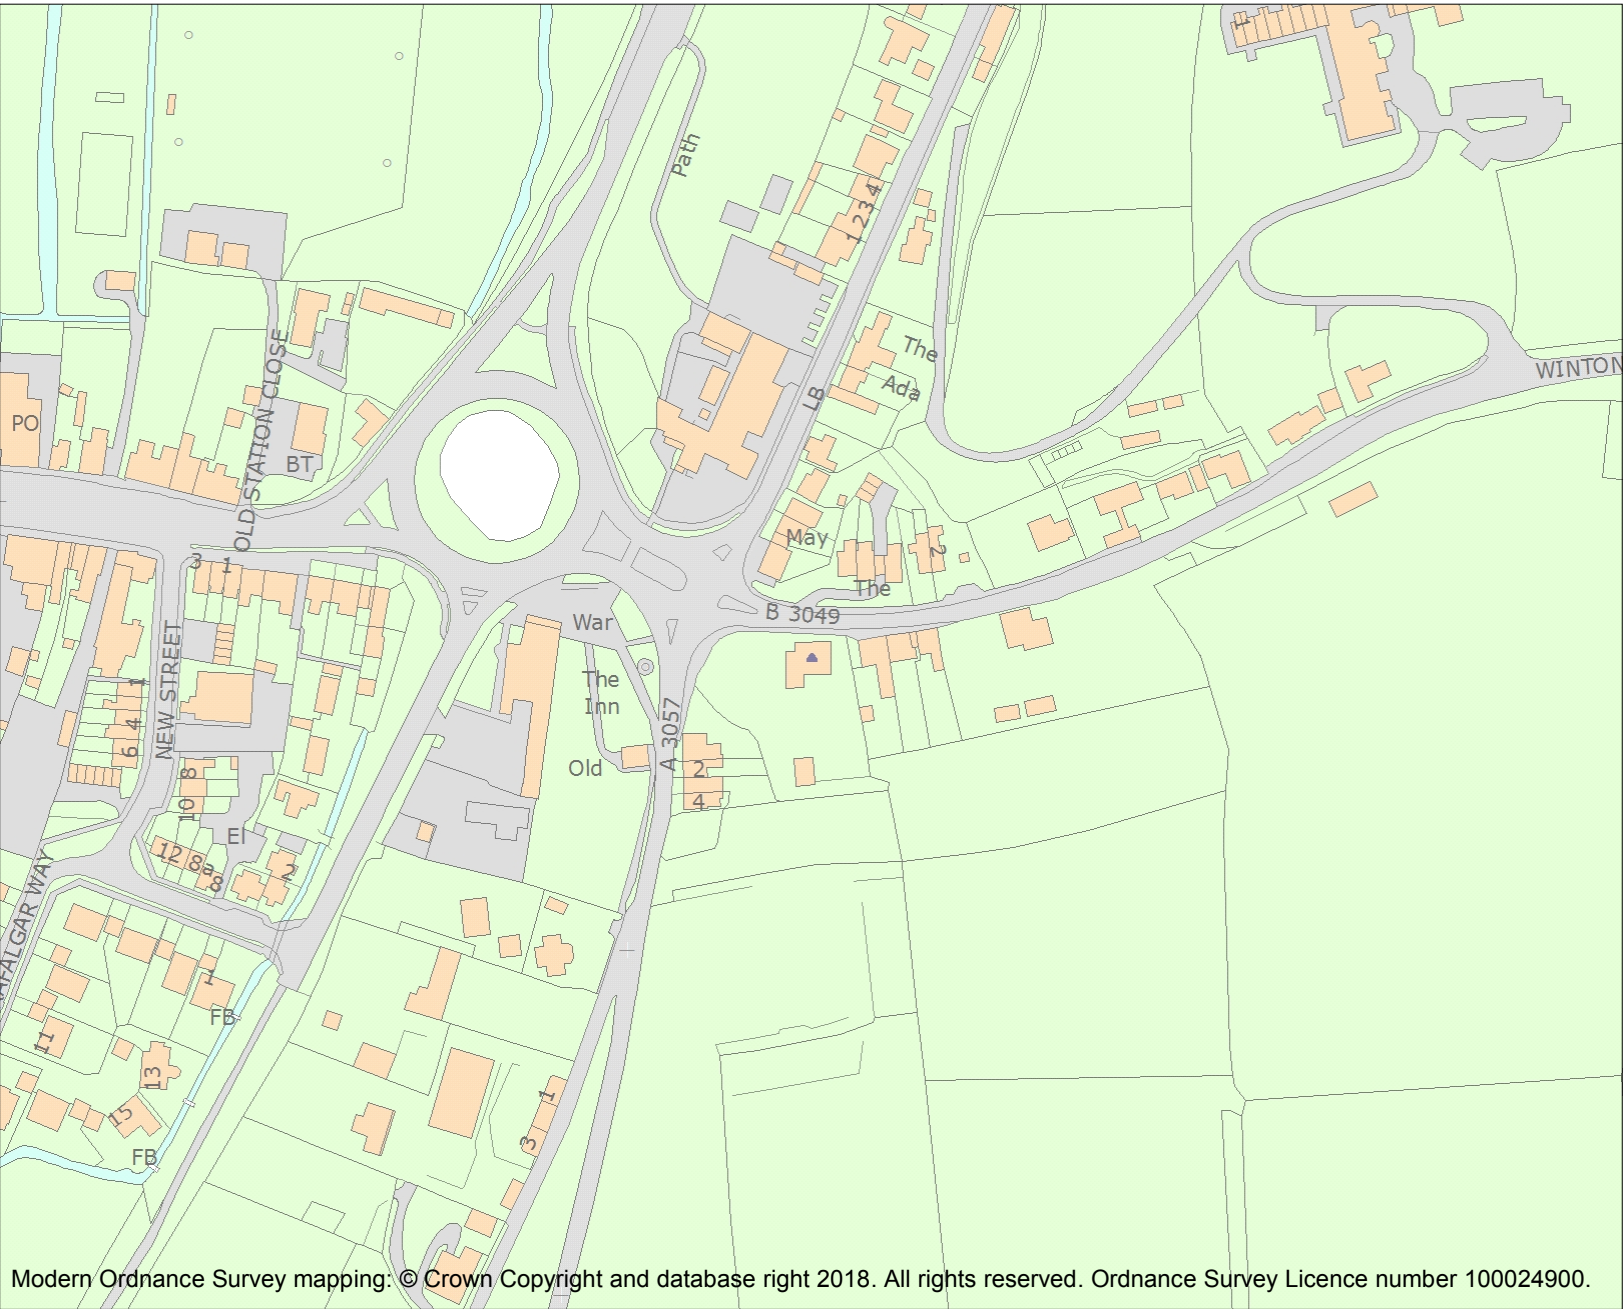 1
Path
1 2 3 4
The
Ada
OLD STATION CLOSE
WINTON
LB
PO
BT
May
2
3
1
The
B 3049
War
The
Inn
NEW STREET
1
4
6
A 3057
Old
2
4
8
10
El
12
8a
8
2
FALGAR WAY
1
FB
11
13
15
1
3
FB
Modern Ordnance Survey mapping: © Crown Copyright and database right 2018. All rights reserved. Ordnance Survey Licence number 100024900.